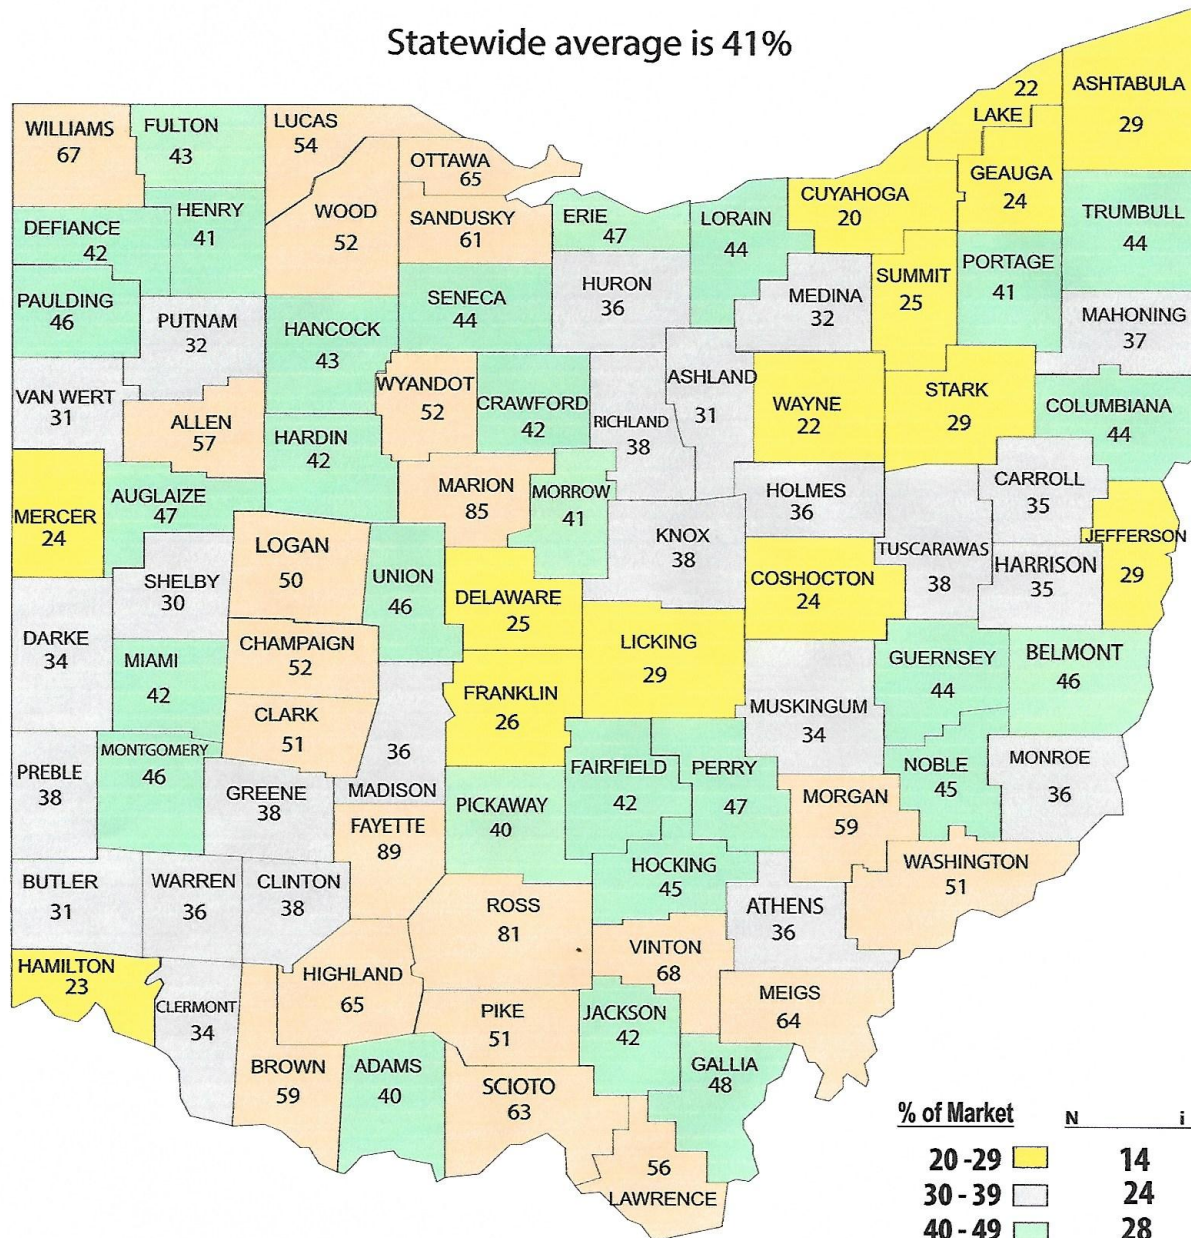 Statewide average is 41%
WILLIAMS
67
FULTON
43
LUCAS
54
OTTAWA
65
22
LAKE
ASHTABULA
29
GEAUGA
24
CUYAHOGA
20
DEFIANCE
42
HENRY
41
WOOD
52
SANDUSKY
61
ERIE
47
LORAIN
44
TRUMBULL
44
PAULDING
46
PUTNAM
32
HANCOCK
43
SENECA
44
HURON
36
MEDINA
32
SUMMIT
25
PORTAGE
41
MAHONING
37
VAN WERT
31
ALLEN
57
WYANDOT
52
CRAWFORD
42
RICHLAND
38
ASHLAND
31
WAYNE
22
STARK
29
COLUMBIANA
44
HARDIN
42
MERCER
24
AUGLAIZE
47
MARION
85
MORROW
41
HOLMES
36
CARROLL
35
KNOX
38
TUSCARAWAS
38
JEFFERSON
29
HARRISON
35
LOGAN
50
UNION
46
SHELBY
30
DELAWARE
25
COSHOCTON
24
DARKE
34
MIAMI
42
CHAMPAIGN
52
LICKING
29
GUERNSEY
44
BELMONT
46
CLARK
51
FRANKLIN
26
MUSKINGUM
34
MONTGOMERY
46
36
MADISON
PREBLE
38
GREENE
38
FAIRFIELD
42
PERRY
47
NOBLE
45
MONROE
36
PICKAWAY
40
MORGAN
59
FAYETTE
89
WASHINGTON
51
HOCKING
45
BUTLER
31
WARREN
36
CLINTON
38
ROSS
81
ATHENS
36
VINTON
68
HAMILTON
23
CLERMONT
34
HIGHLAND
65
PIKE
51
JACKSON
42
MEIGS
64
BROWN
59
ADAMS
40
SCIOTO
63
GALLIA
48
56
LAWRENCE
% of Market N i
20 -29 14
30 - 39 24
40 - 49 28